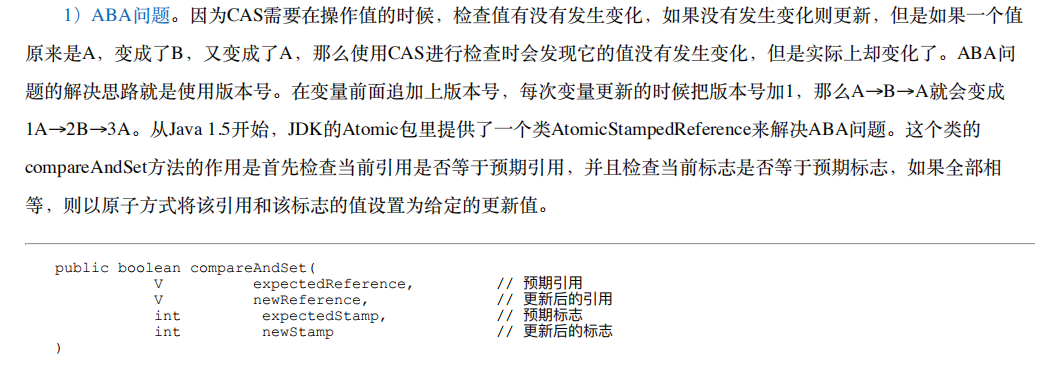 1）ABA问题。因为CAS需要在操作值的时候，检查值有没有发生变化，如果没有发生变化则更新，但是如果一个值
原来是A，变成了B，又变成了A，那么使用CAS进行检查时会发现它的值没有发生变化，但是实际上却变化了。ABA问
题的解决思路就是使用版本号。在变量前面追加上版本号，每次变量更新的时候把版本号加1，那么A→B→A就会变成
1A→2B→3A。从Java 1.5开始，JDK的Atomic包里提供了一个类AtomicStampedReference来解决ABA问题。这个类的
compareAndSet方法的作用是首先检查当前引用是否等于预期引用，并且检查当前标志是否等于预期标志，如果全部相
等，则以原子方式将该引用和该标志的值设置为给定的更新值。
public boolean compareAndSet(
V expectedReference, // 预期引用
V newReference, // 更新后的引用
int expectedStamp, // 预期标志
int newStamp // 更新后的标志
)